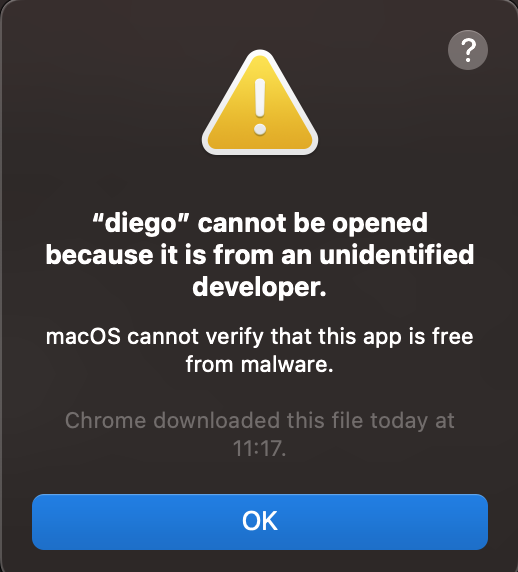 ?
“diego” cannot be opened
because it is from an unidentified
developer.
macOS cannot verify that this app is free
from malware.
Chrome downloaded this file today at
11:17.
OK